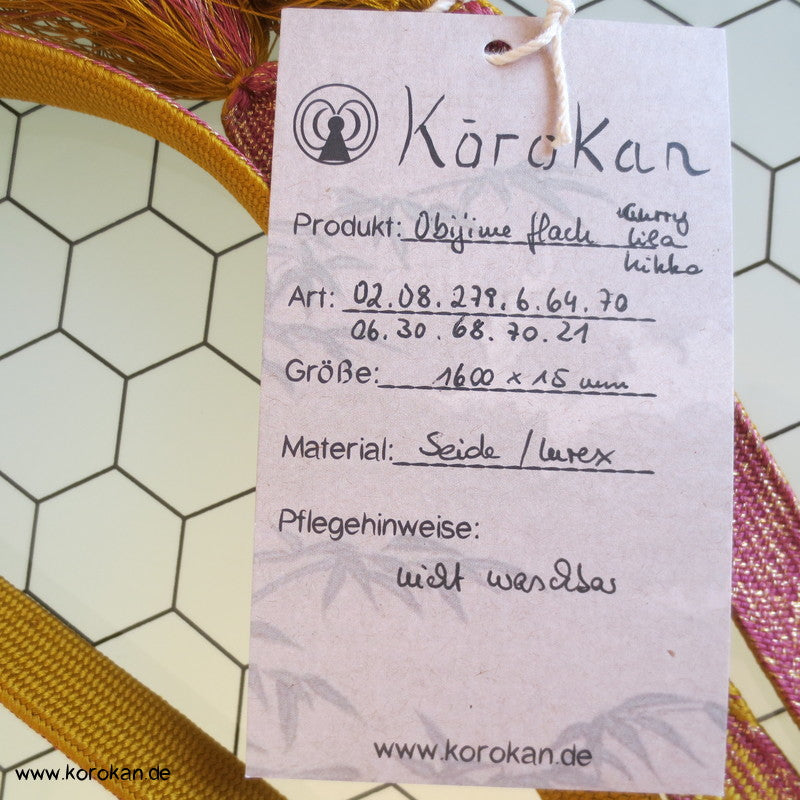 Kōrokan
Produkt: Obijime flach Curry
lila
kikko
Art: 02.08.279.6.64.70
06.30.68.70.21
Größe: 1600 x 15 mm
Material: Seide / Lurex
Pflegehinweise:
nicht waschbar
www.korokan.de
www.korokan.de